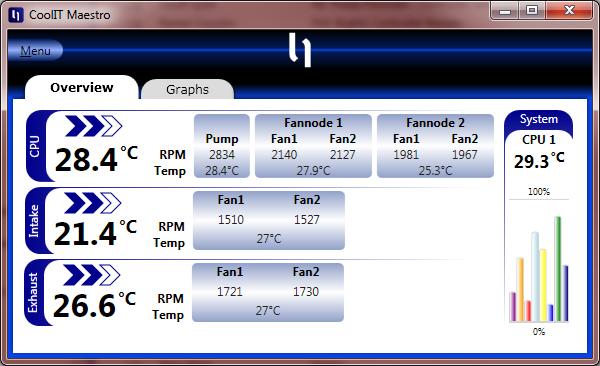 CoolIT Maestro
Menu
Overview Graphs
CPU
28.4°C
RPM
Temp
Pump
2834
28.4°C
Fannode 1
Fan1 Fan2
2140 2127
27.9°C
Fannode 2
Fan1 Fan2
1981 1967
25.3°C
Intake
21.4°C
RPM
Temp
Fan1 Fan2
1510 1527
27°C
Exhaust
26.6°C
RPM
Temp
Fan1 Fan2
1721 1730
27°C
System
CPU 1
29.3°C
100%
0%